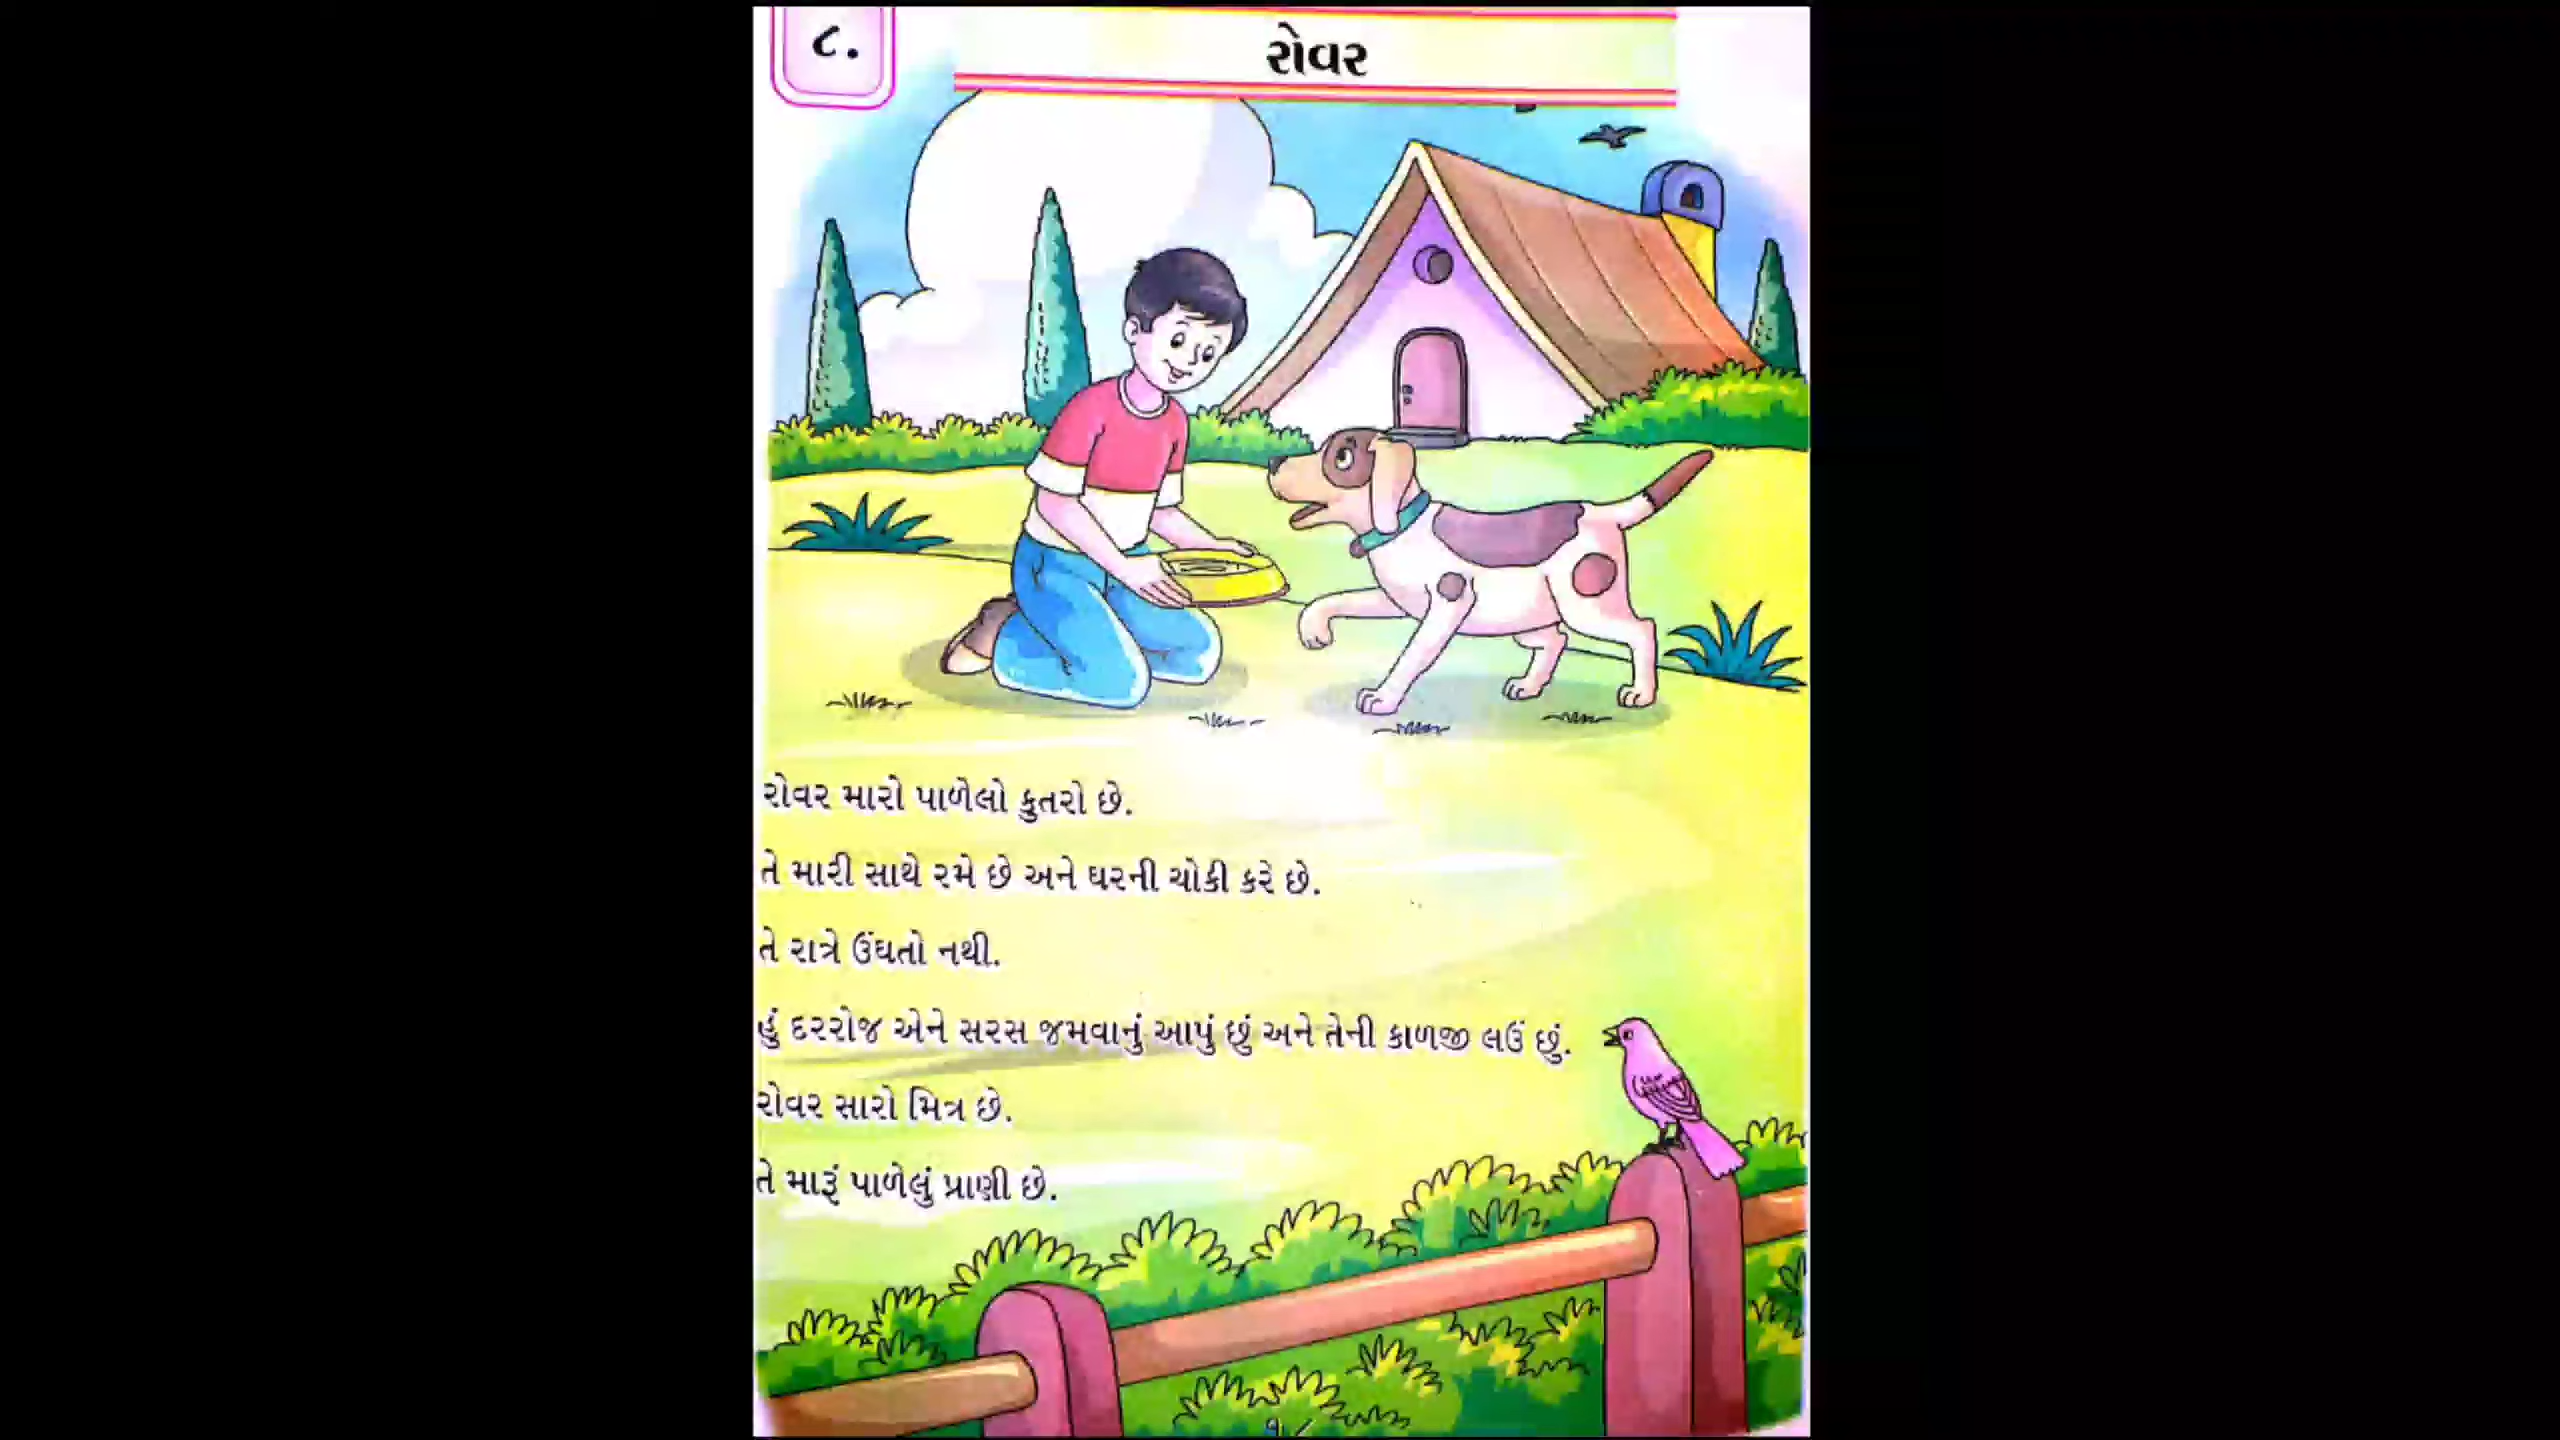 ૮.
રોવર
રોવર મારો પાળેલો કુતરો છે.
તે મારી સાથે રમે છે અને ઘરની ચોકી કરે છે.
તે રાત્રે ઉંઘતો નથી.
હું દરરોજ એને સરસ જમવાનું આપું છું અને તેની કાળજી લઉં છું.
રોવર સારો મિત્ર છે.
તે મારૂં પાળેલું પ્રાણી છે.